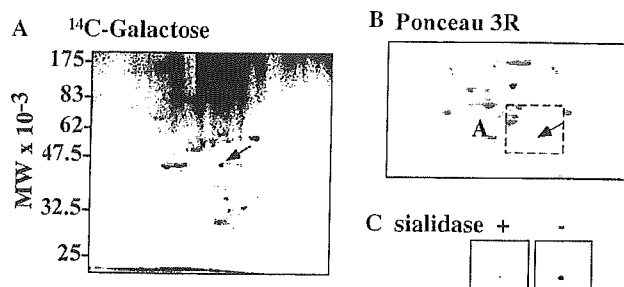 A ¹⁴C-Galactose
MW x 10⁻³
175
83
62
47.5
32.5
25
B Ponceau 3R
A
C sialidase + -